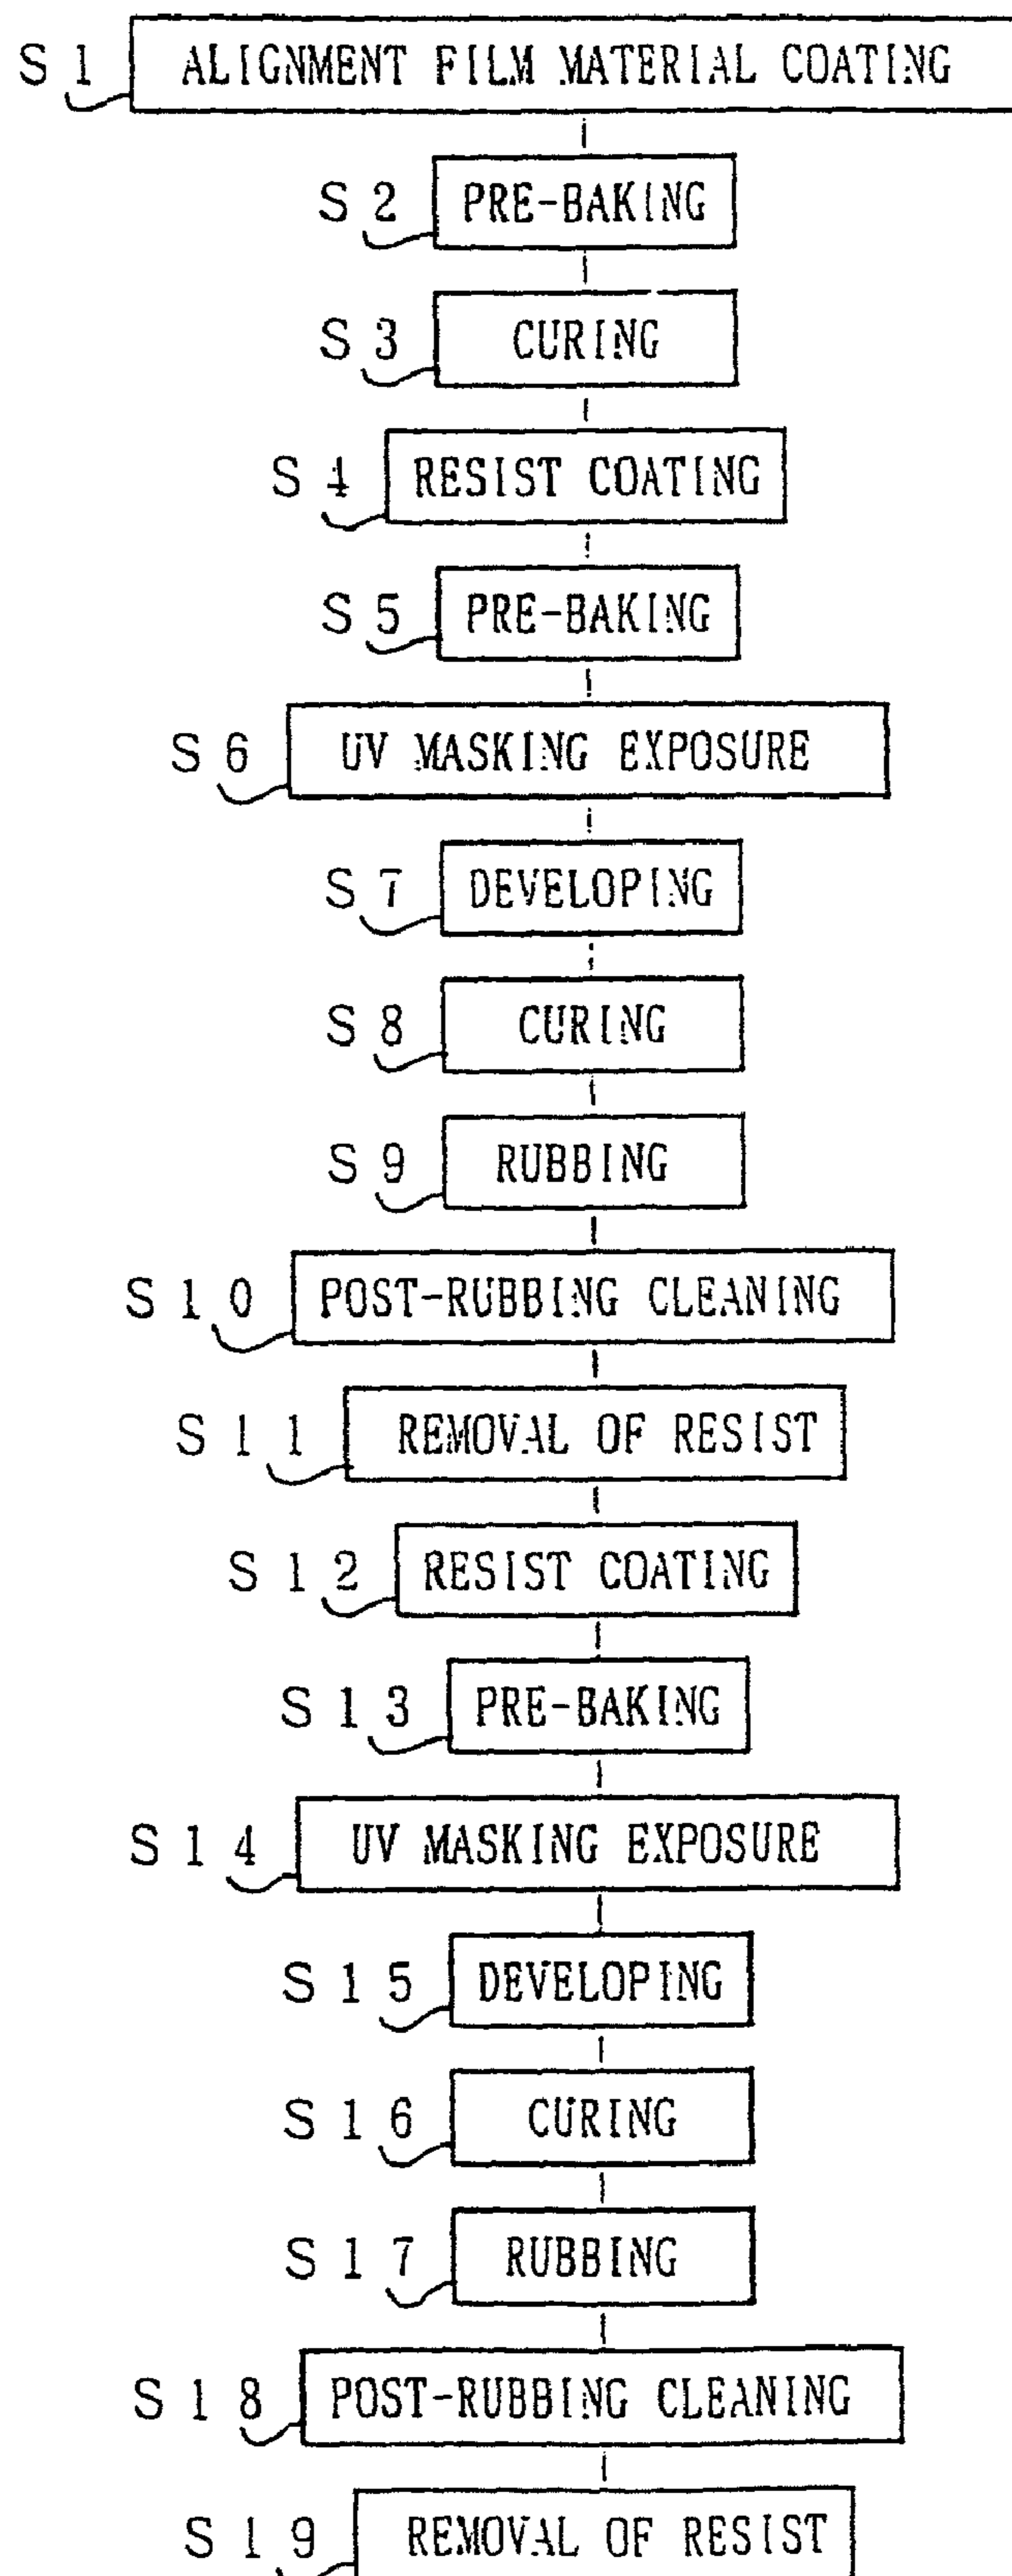 S1 ALIGNMENT FILM MATERIAL COATING
S2 PRE-BAKING
S3 CURING
S4 RESIST COATING
S5 PRE-BAKING
S6 UV MASKING EXPOSURE
S7 DEVELOPING
S8 CURING
S9 RUBBING
S10 POST-RUBBING CLEANING
S11 REMOVAL OF RESIST
S12 RESIST COATING
S13 PRE-BAKING
S14 UV MASKING EXPOSURE
S15 DEVELOPING
S16 CURING
S17 RUBBING
S18 POST-RUBBING CLEANING
S19 REMOVAL OF RESIST